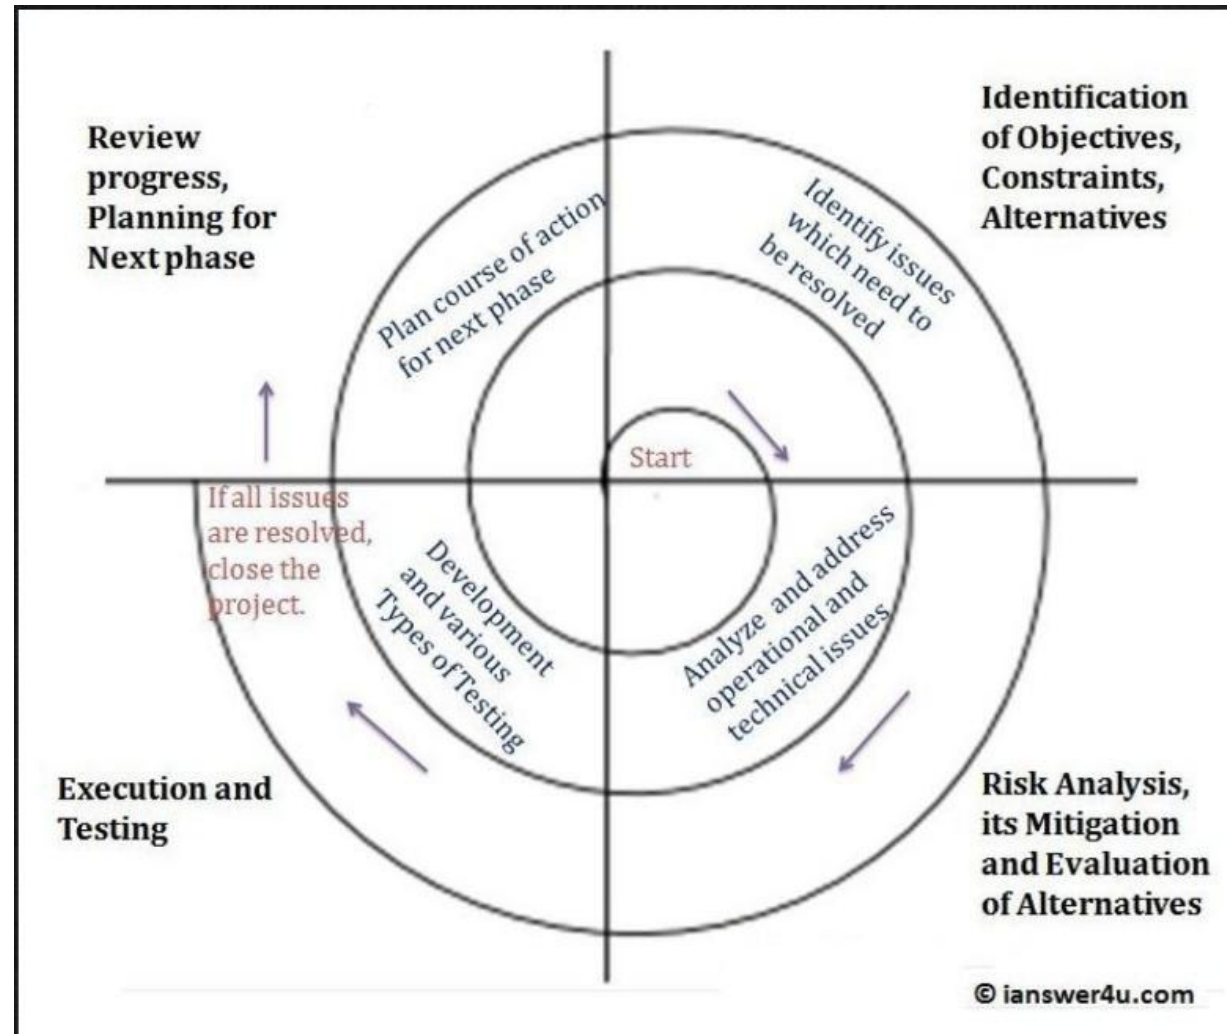 Review
progress,
Planning for
Next phase
Identification
of Objectives,
Constraints,
Alternatives
Plan course of action
for next phase
Identify issues
which need to
be resolved
Start
If all issues
are resolved,
close the
project.
Development
and various
Types of Testing
Analyze and address
operational and
technical issues
Execution and
Testing
Risk Analysis,
its Mitigation
and Evaluation
of Alternatives
© ianswer4u.com